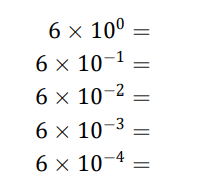 6 × 10⁰ =
6 × 10⁻¹ =
6 × 10⁻² =
6 × 10⁻³ =
6 × 10⁻⁴ =